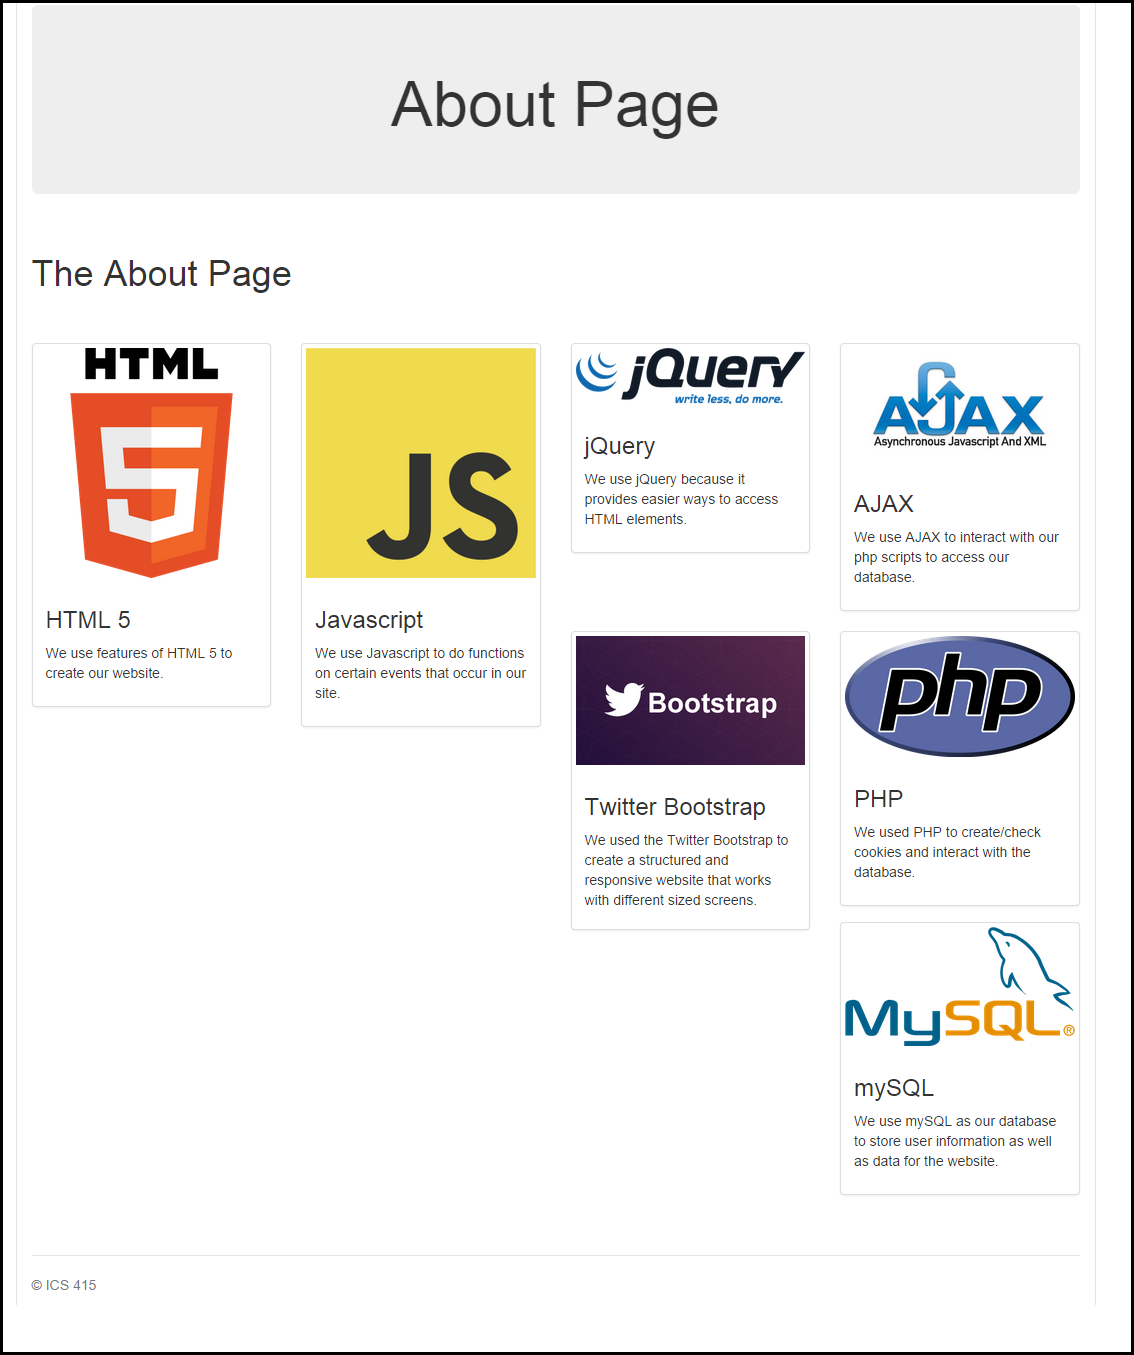 About Page
The About Page
HTML
5
HTML 5
We use features of HTML 5 to
create our website.
JS
Javascript
We use Javascript to do functions
on certain events that occur in our
site.
jQuery
write less, do more.
jQuery
We use jQuery because it
provides easier ways to access
HTML elements.
AJAX
Asynchronous Javascript And XML
AJAX
We use AJAX to interact with our
php scripts to access our
database.
Bootstrap
Twitter Bootstrap
We used the Twitter Bootstrap to
create a structured and
responsive website that works
with different sized screens.
php
PHP
We used PHP to create/check
cookies and interact with the
database.
MySQL®
mySQL
We use mySQL as our database
to store user information as well
as data for the website.
© ICS 415